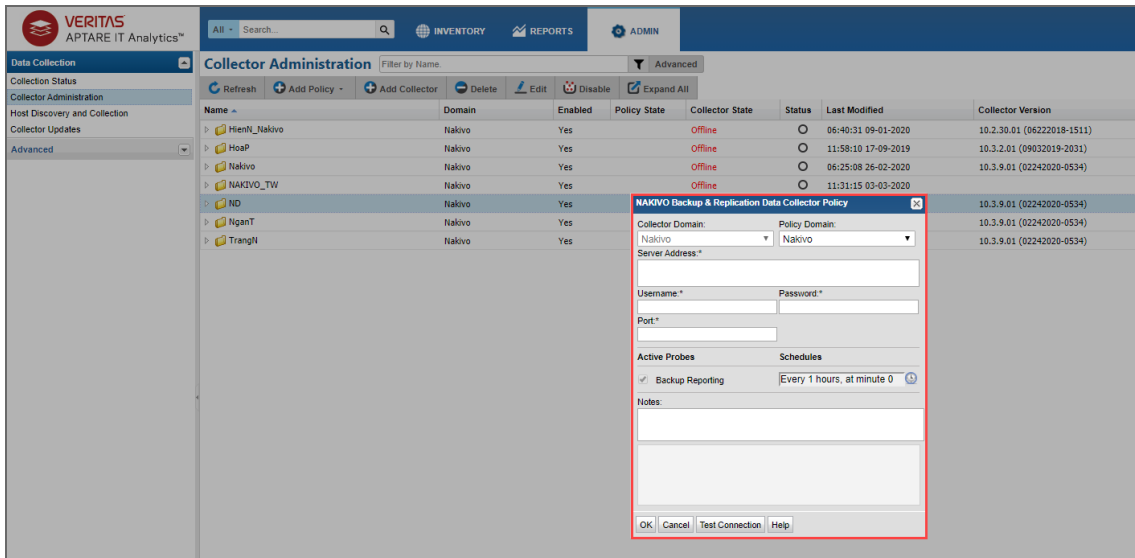 VERITAS
APTARE IT Analytics™
All Search...
INVENTORY REPORTS ADMIN
Data Collection
Collection Status
Collector Administration
Host Discovery and Collection
Collector Updates
Advanced
Collector Administration Filter by Name. Advanced
Refresh Add Policy Add Collector Delete Edit Disable Expand All
Name Domain Enabled Policy State Collector State Status Last Modified Collector Version
HienN_Nakivo Nakivo Yes Offline 06:40:31 09-01-2020 10.2.30.01 (06222018-1511)
HoaP Nakivo Yes Offline 11:58:10 17-09-2019 10.3.2.01 (09032019-2031)
Nakivo Nakivo Yes Offline 06:25:08 26-02-2020 10.3.9.01 (02242020-0534)
NAKIVO_TW Nakivo Yes Offline 11:31:15 03-03-2020
ND Nakivo Yes 10.3.9.01 (02242020-0534)
NganT Nakivo Yes 10.3.9.01 (02242020-0534)
TrangN Nakivo Yes 10.3.9.01 (02242020-0534)
NAKIVO Backup & Replication Data Collector Policy
Collector Domain: Policy Domain:
Nakivo Nakivo
Server Address:*
Username:* Password:*
Port:*
Active Probes Schedules
Backup Reporting Every 1 hours, at minute 0
Notes:
OK Cancel Test Connection Help